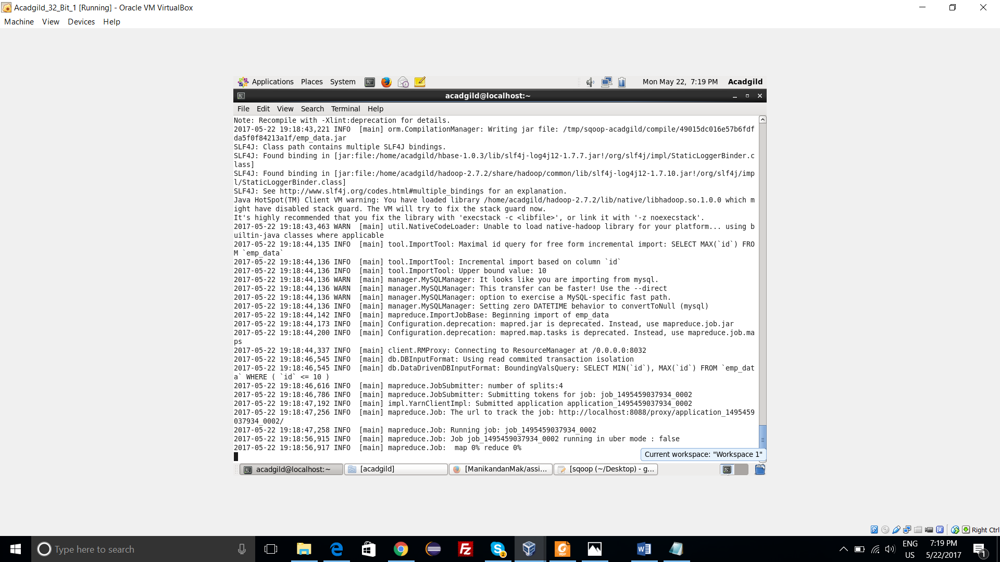 Acadgild_32_Bit_1 [Running] - Oracle VM VirtualBox
Machine View Devices Help
Applications Places System Mon May 22, 7:19 PM Acadgild
acadgild@localhost:~
File Edit View Search Terminal Help
Note: Recompile with -Xlint:deprecation for details.
2017-05-22 19:18:43,221 INFO  [main] orm.CompilationManager: Writing jar file: /tmp/sqoop-acadgild/compile/49015dc016e57b6fdf
da5f0f84213a1f/emp_data.jar
SLF4J: Class path contains multiple SLF4J bindings.
SLF4J: Found binding in [jar:file:/home/acadgild/hbase-1.0.3/lib/slf4j-log4j12-1.7.7.jar!/org/slf4j/impl/StaticLoggerBinder.c
lass]
SLF4J: Found binding in [jar:file:/home/acadgild/hadoop-2.7.2/share/hadoop/common/lib/slf4j-log4j12-1.7.10.jar!/org/slf4j/imp
l/StaticLoggerBinder.class]
SLF4J: See http://www.slf4j.org/codes.html#multiple_bindings for an explanation.
Java HotSpot(TM) Client VM warning: You have loaded library /home/acadgild/hadoop-2.7.2/lib/native/libhadoop.so.1.0.0 which m
ight have disabled stack guard. The VM will try to fix the stack guard now.
It's highly recommended that you fix the library with 'execstack -c <libfile>', or link it with '-z noexecstack'.
2017-05-22 19:18:43,463 WARN  [main] util.NativeCodeLoader: Unable to load native-hadoop library for your platform... using b
uiltin-java classes where applicable
2017-05-22 19:18:44,135 INFO  [main] tool.ImportTool: Maximal id query for free form incremental import: SELECT MAX(`id`) FRO
M `emp_data`
2017-05-22 19:18:44,136 INFO  [main] tool.ImportTool: Incremental import based on column `id`
2017-05-22 19:18:44,136 INFO  [main] tool.ImportTool: Upper bound value: 10
2017-05-22 19:18:44,136 WARN  [main] manager.MySQLManager: It looks like you are importing from mysql.
2017-05-22 19:18:44,136 WARN  [main] manager.MySQLManager: This transfer can be faster! Use the --direct
2017-05-22 19:18:44,136 WARN  [main] manager.MySQLManager: option to exercise a MySQL-specific fast path.
2017-05-22 19:18:44,136 INFO  [main] manager.MySQLManager: Setting zero DATETIME behavior to convertToNull (mysql)
2017-05-22 19:18:44,142 INFO  [main] mapreduce.ImportJobBase: Beginning import of emp_data
2017-05-22 19:18:44,173 INFO  [main] Configuration.deprecation: mapred.jar is deprecated. Instead, use mapreduce.job.jar
2017-05-22 19:18:44,200 INFO  [main] Configuration.deprecation: mapred.map.tasks is deprecated. Instead, use mapreduce.job.ma
ps
2017-05-22 19:18:44,337 INFO  [main] client.RMProxy: Connecting to ResourceManager at /0.0.0.0:8032
2017-05-22 19:18:46,545 INFO  [main] db.DBInputFormat: Using read commited transaction isolation
2017-05-22 19:18:46,545 INFO  [main] db.DataDrivenDBInputFormat: BoundingValsQuery: SELECT MIN(`id`), MAX(`id`) FROM `emp_dat
a` WHERE ( `id` <= 10 )
2017-05-22 19:18:46,616 INFO  [main] mapreduce.JobSubmitter: number of splits:4
2017-05-22 19:18:46,786 INFO  [main] mapreduce.JobSubmitter: Submitting tokens for job: job_1495459037934_0002
2017-05-22 19:18:47,192 INFO  [main] impl.YarnClientImpl: Submitted application application_1495459037934_0002
2017-05-22 19:18:47,256 INFO  [main] mapreduce.Job: The url to track the job: http://localhost:8088/proxy/application_1495459
037934_0002/
2017-05-22 19:18:47,258 INFO  [main] mapreduce.Job: Running job: job_1495459037934_0002
2017-05-22 19:18:56,915 INFO  [main] mapreduce.Job: Job job_1495459037934_0002 running in uber mode : false
2017-05-22 19:18:56,917 INFO  [main] mapreduce.Job:  map 0% reduce 0%
Current workspace: "Workspace 1"
acadgild@localhost:~ [acadgild] [ManikandanMak/assi... [sqoop (~/Desktop) - g...
Right Ctrl
Type here to search
ENG
US
7:19 PM
5/22/2017
2
1